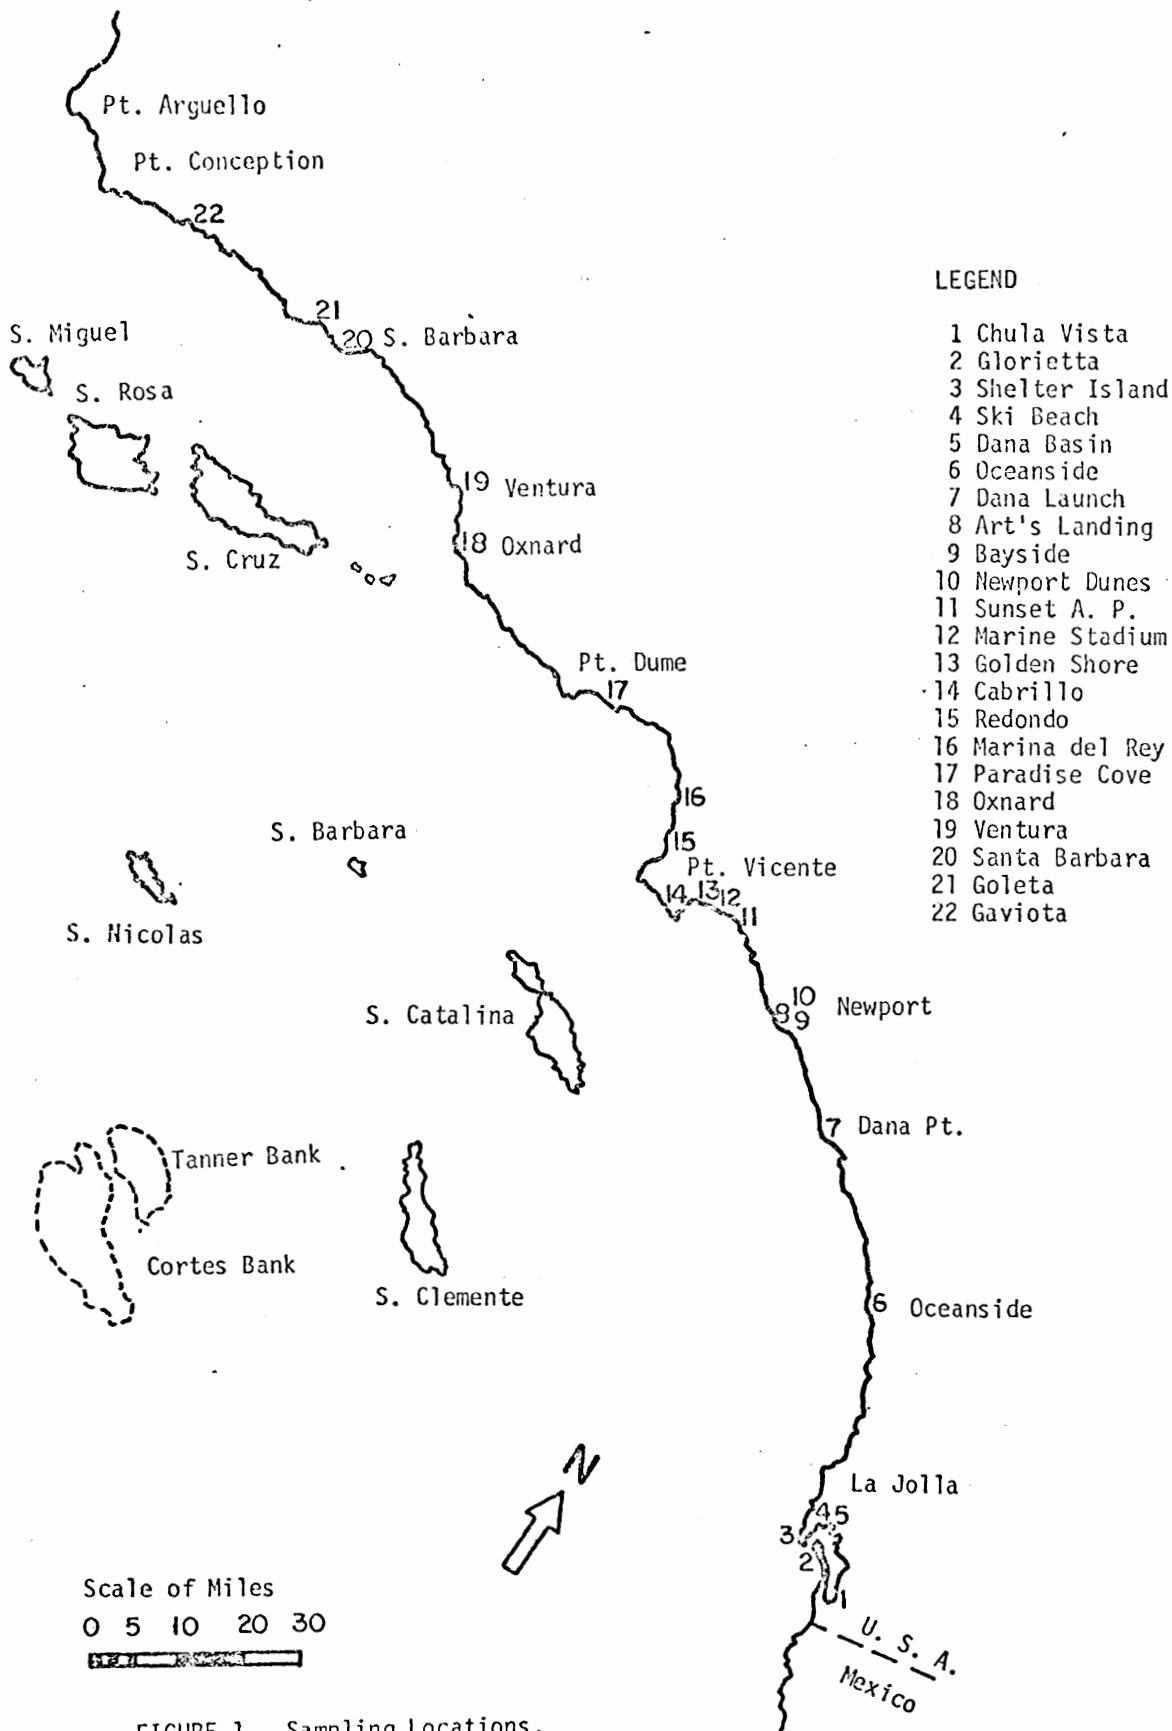 Pt. Arguello
Pt. Conception
22
21
20 S. Barbara
S. Miguel
S. Rosa
S. Cruz
19 Ventura
18 Oxnard
Pt. Dume
17
16
15
Pt. Vicente
14 13 12 11
S. Barbara
S. Nicolas
S. Catalina
10
8 9
Newport
7 Dana Pt.
Tanner Bank
Cortes Bank
S. Clemente
6 Oceanside
La Jolla
4 5
3
2
1
U. S. A.
Mexico
N
LEGEND
1 Chula Vista
2 Glorietta
3 Shelter Island
4 Ski Beach
5 Dana Basin
6 Oceanside
7 Dana Launch
8 Art's Landing
9 Bayside
10 Newport Dunes
11 Sunset A. P.
12 Marine Stadium
13 Golden Shore
14 Cabrillo
15 Redondo
16 Marina del Rey
17 Paradise Cove
18 Oxnard
19 Ventura
20 Santa Barbara
21 Goleta
22 Gaviota
Scale of Miles
0 5 10 20 30
FIGURE 1. Sampling Locations.